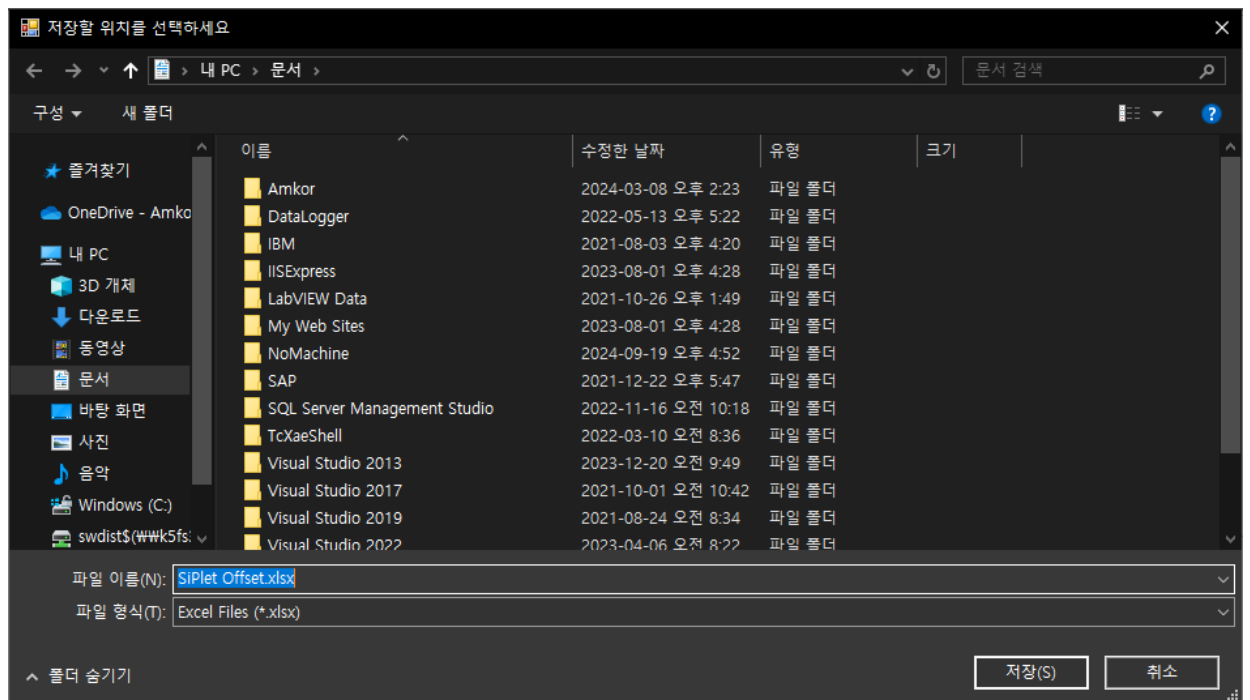 저장할 위치를 선택하세요
내 PC > 문서 >
문서 검색
구성
새 폴더
즐겨찾기
OneDrive - Amko
내 PC
3D 개체
다운로드
동영상
문서
바탕 화면
사진
음악
Windows (C:)
swdist$(₩₩k5fs
이름 수정한 날짜 유형 크기
Amkor 2024-03-08 오후 2:23 파일 폴더
DataLogger 2022-05-13 오후 5:22 파일 폴더
IBM 2021-08-03 오후 4:20 파일 폴더
IISExpress 2023-08-01 오후 4:28 파일 폴더
LabVIEW Data 2021-10-26 오후 1:49 파일 폴더
My Web Sites 2023-08-01 오후 4:28 파일 폴더
NoMachine 2024-09-19 오후 4:52 파일 폴더
SAP 2021-12-22 오후 5:47 파일 폴더
SQL Server Management Studio 2022-11-16 오전 10:18 파일 폴더
TcXaeShell 2022-03-10 오전 8:36 파일 폴더
Visual Studio 2013 2023-12-20 오전 9:49 파일 폴더
Visual Studio 2017 2021-10-01 오전 10:42 파일 폴더
Visual Studio 2019 2021-08-24 오전 8:34 파일 폴더
Visual Studio 2022 2023-04-06 오전 8:22 파일 폴더
파일 이름(N): SiPlet Offset.xlsx
파일 형식(T): Excel Files (*.xlsx)
폴더 숨기기
저장(S)
취소